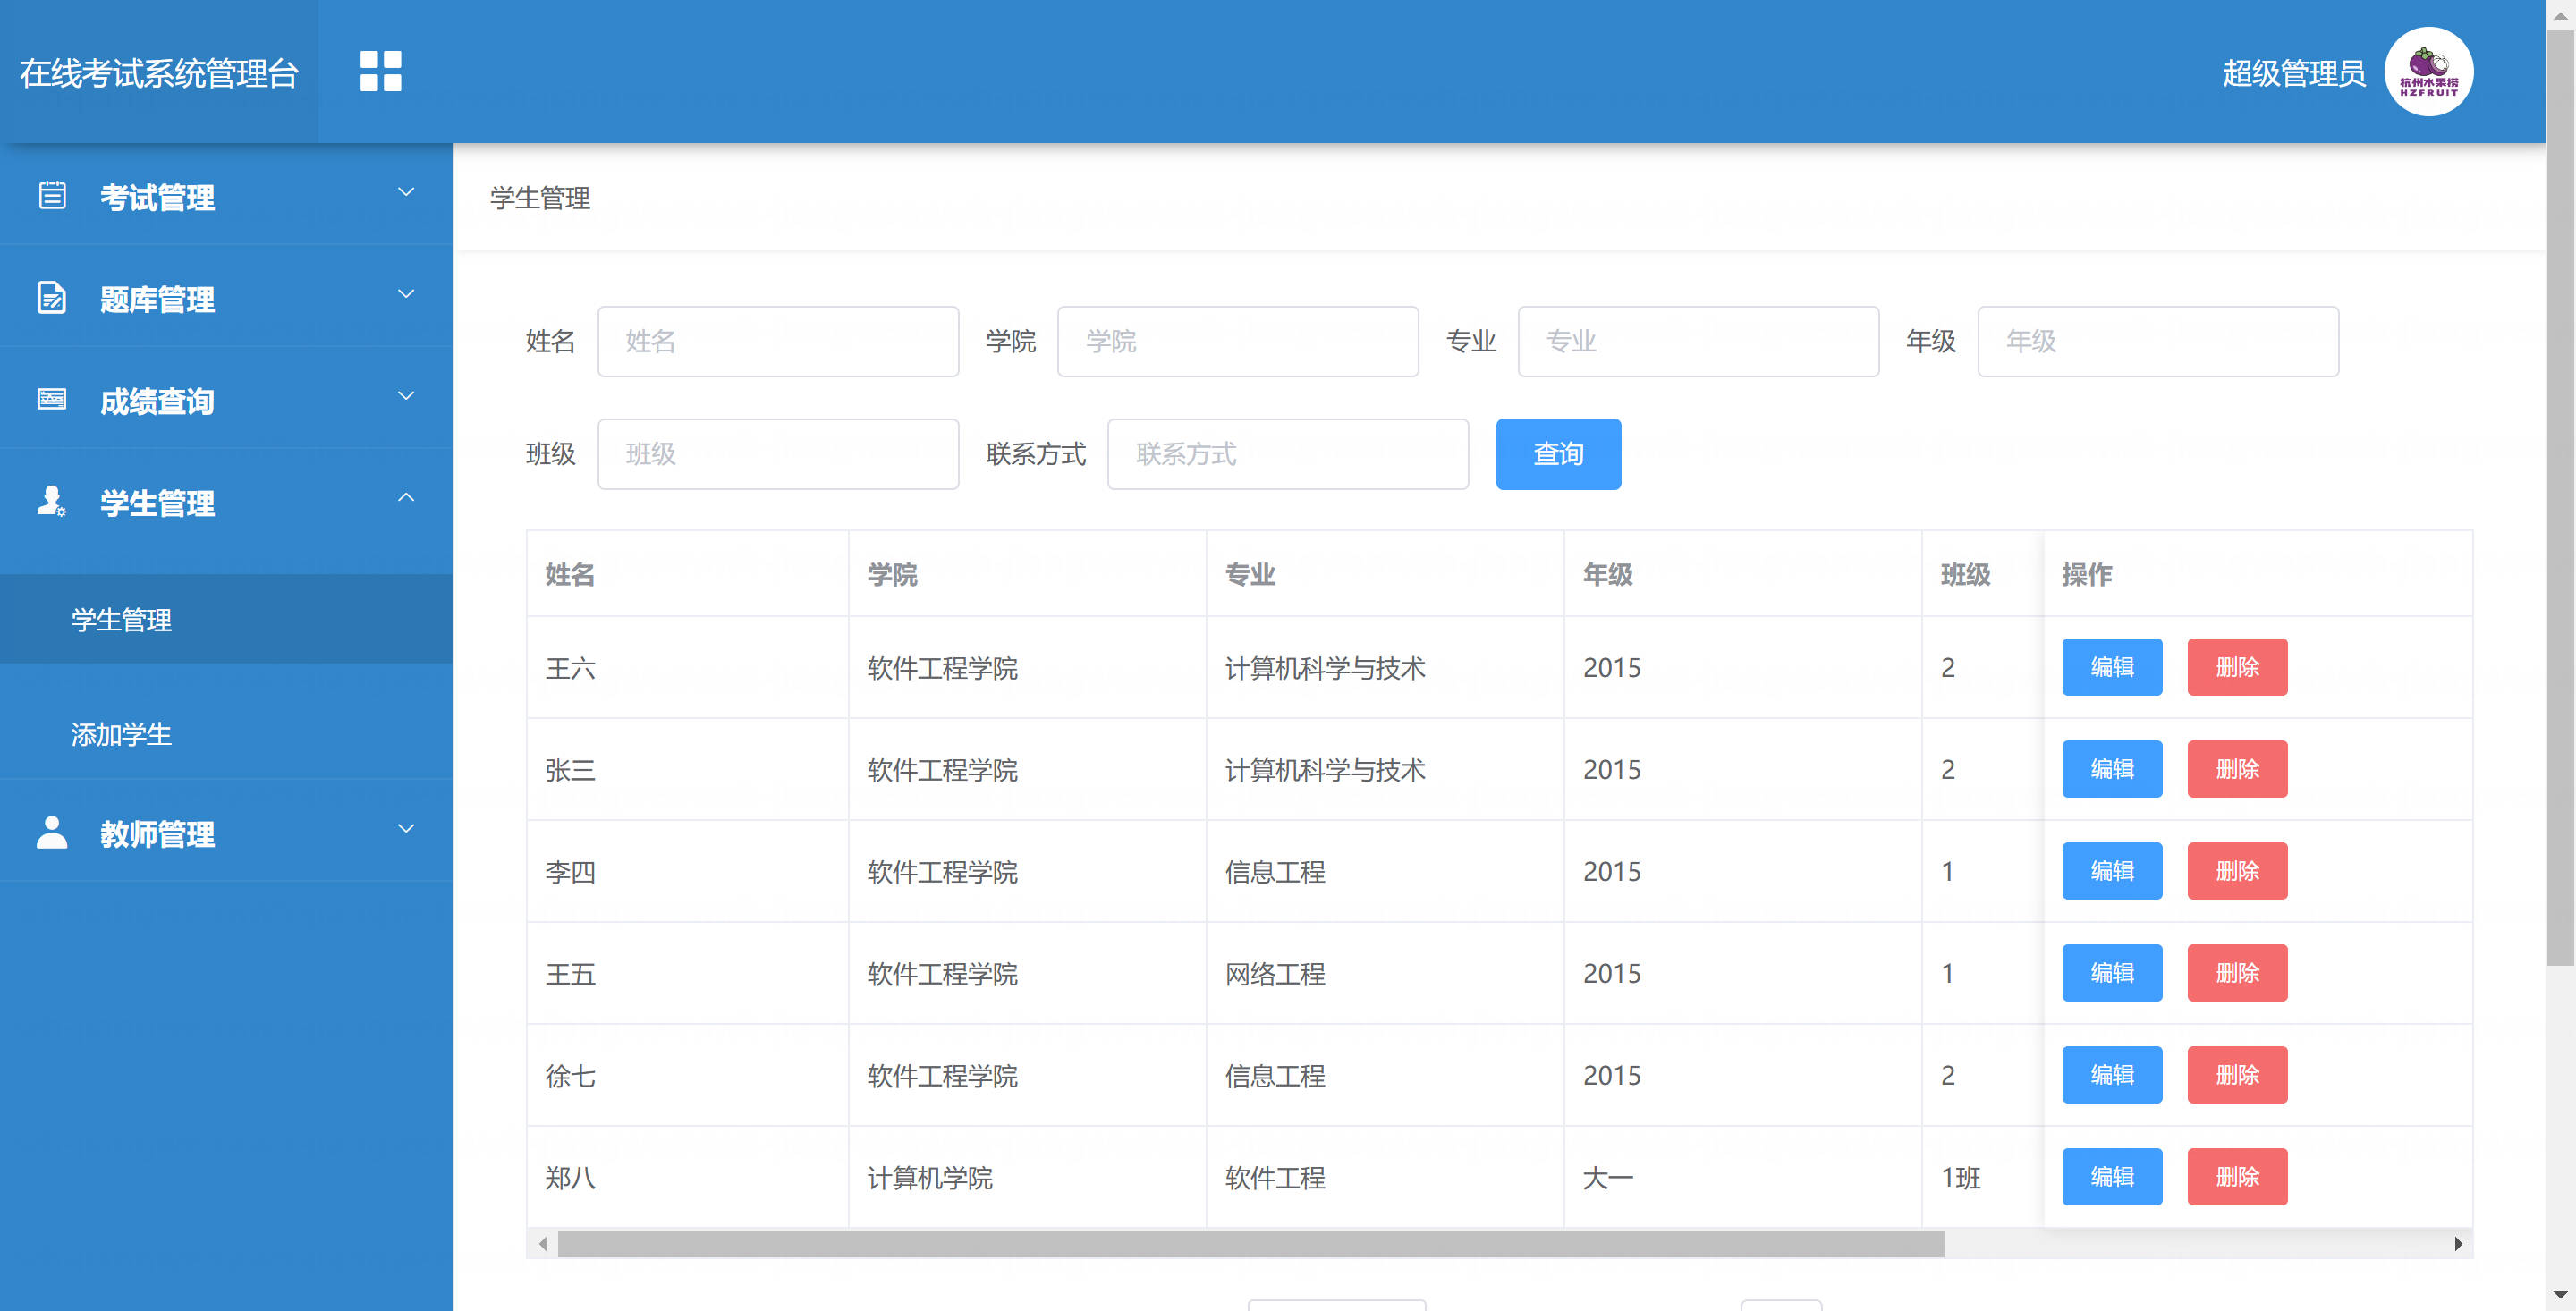 在线考试系统管理台
超级管理员
杭州水果捞
HZFRUIT
考试管理
题库管理
成绩查询
学生管理
学生管理
添加学生
教师管理
学生管理
姓名 姓名 学院 学院 专业 专业 年级 年级
班级 班级 联系方式 联系方式 查询
姓名 学院 专业 年级 班级 操作
王六 软件工程学院 计算机科学与技术 2015 2 编辑 删除
张三 软件工程学院 计算机科学与技术 2015 2 编辑 删除
李四 软件工程学院 信息工程 2015 1 编辑 删除
王五 软件工程学院 网络工程 2015 1 编辑 删除
徐七 软件工程学院 信息工程 2015 2 编辑 删除
郑八 计算机学院 软件工程 大一 1班 编辑 删除